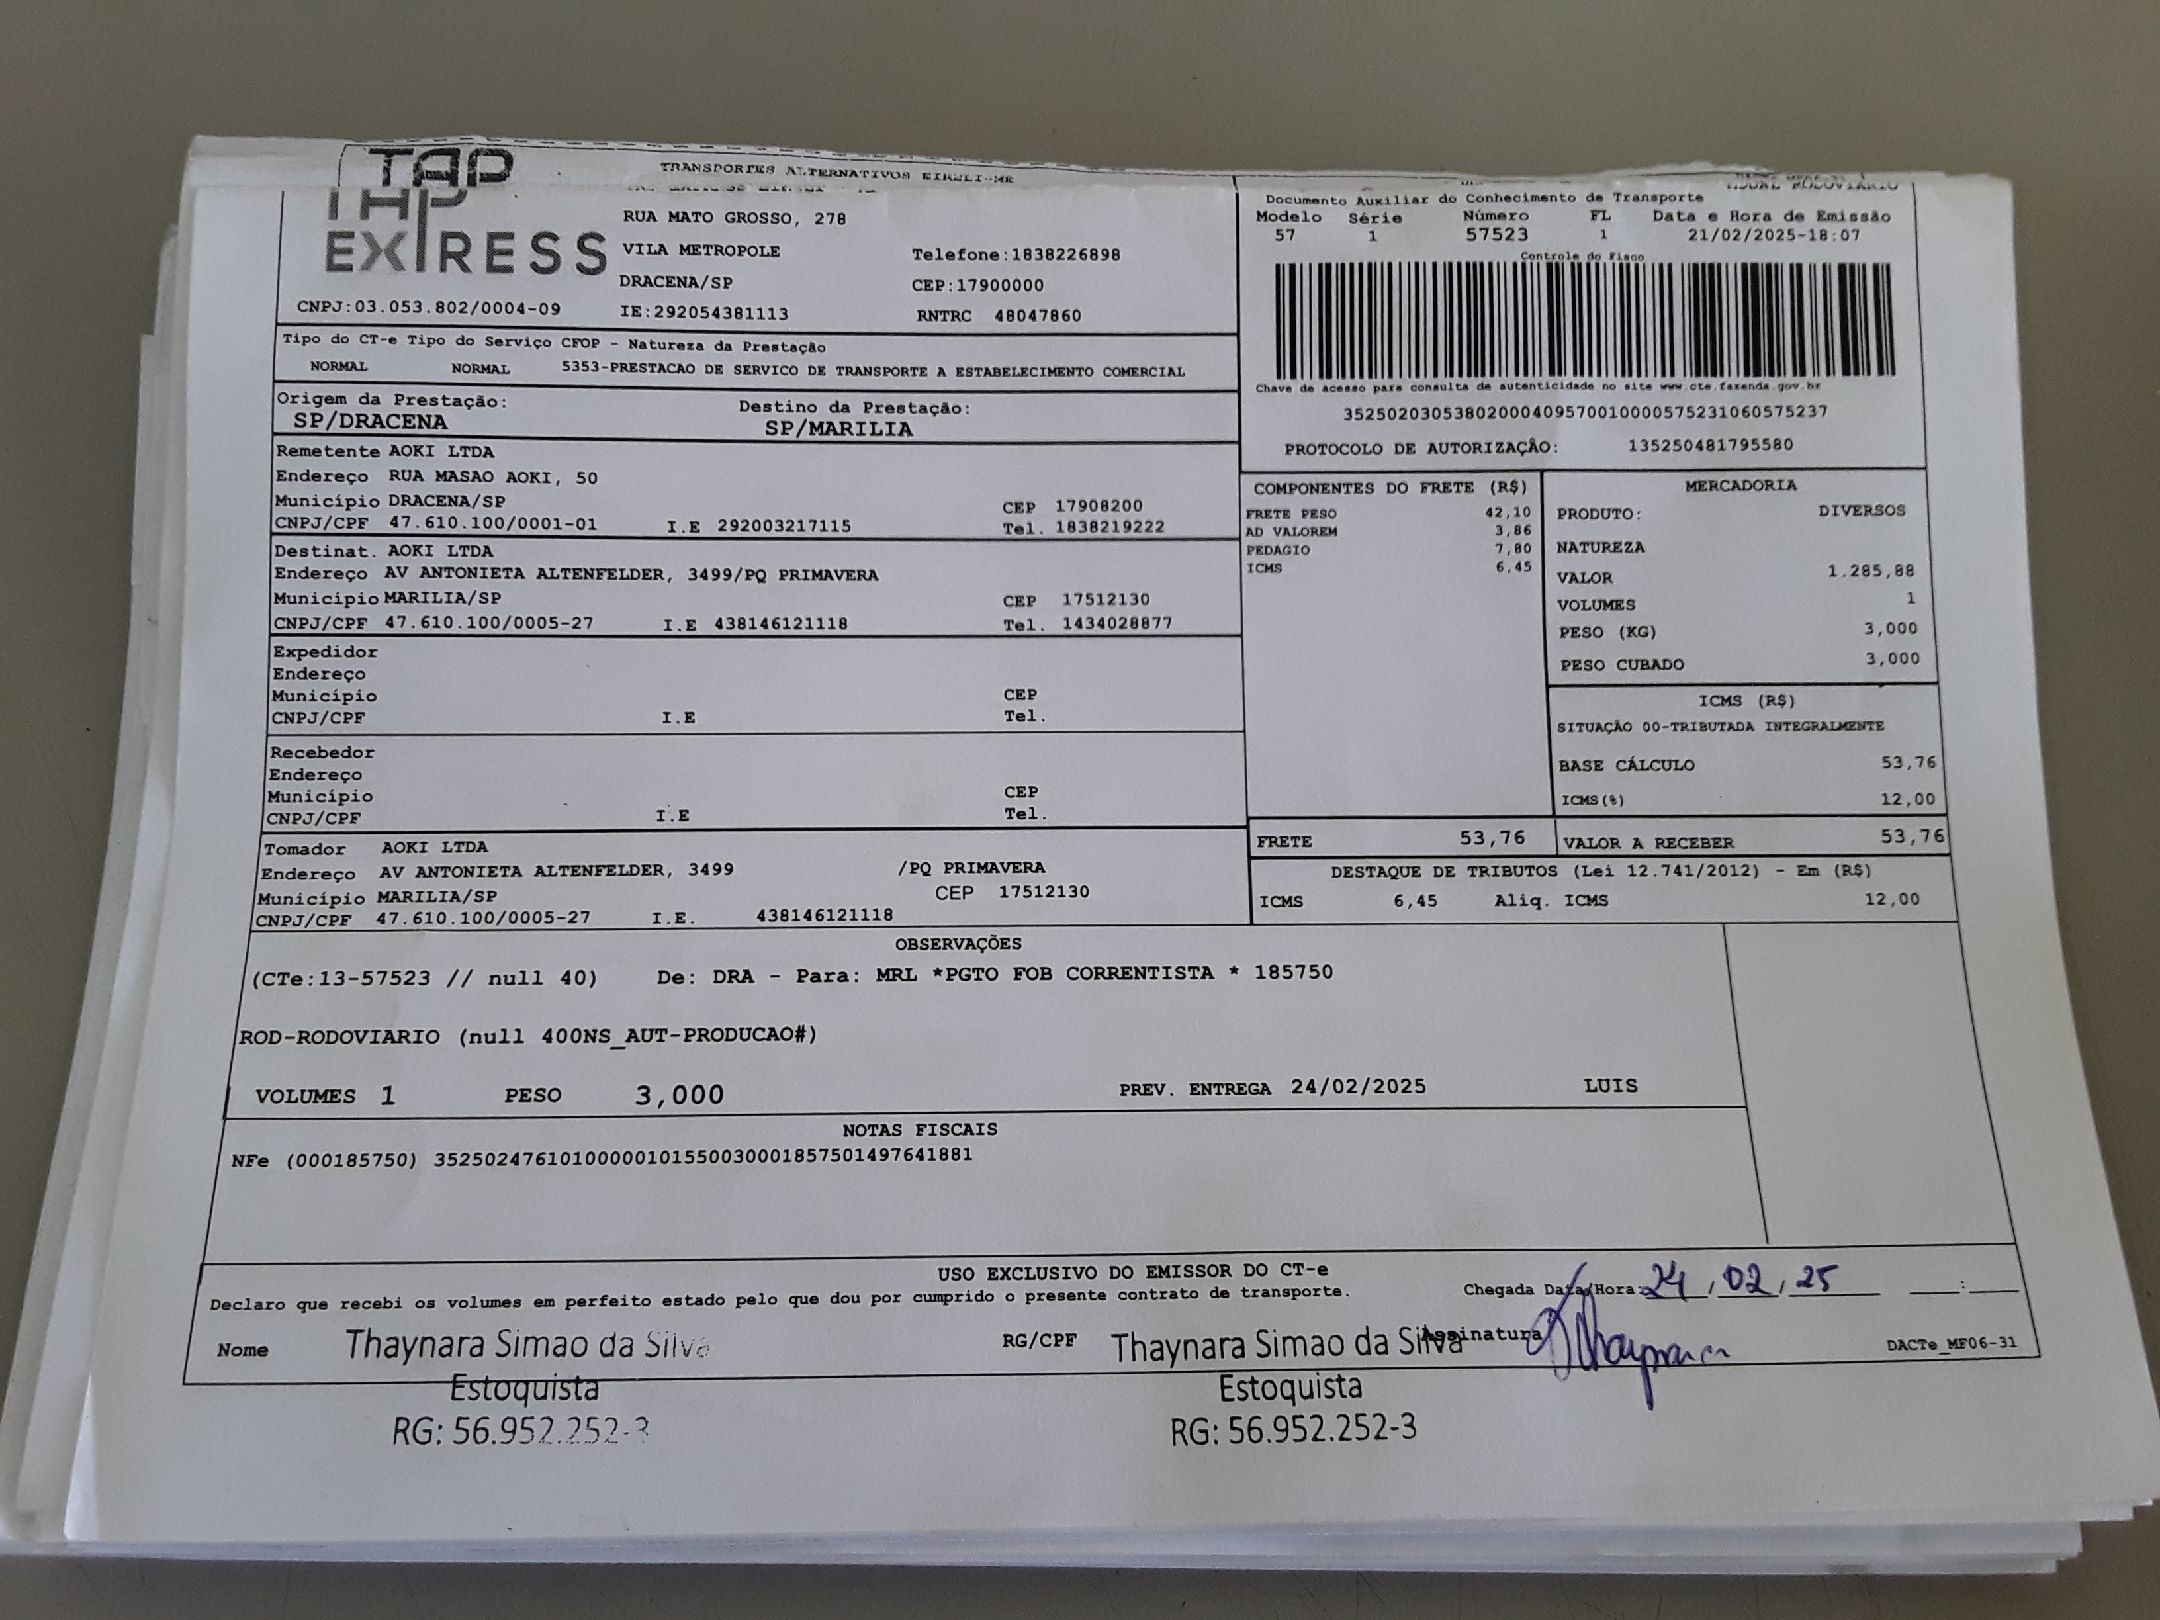 TAP
TRANSPORTES ALTERNATIVOS EIRELI-ME
TAP
EXPRESS
RUA MATO GROSSO, 278
VILA METROPOLE
Telefone:1838226898
DRACENA/SP
CEP:17900000
CNPJ:03.053.802/0004-09
IE:292054381113
RNTRC 48047860
MODAL RODOVIARIO
Documento Auxiliar do Conhecimento de Transporte
Modelo Série Número FL Data e Hora de Emissão
57 1 57523 1 21/02/2025-18:07
Controle do Fisco
Chave de acesso para consulta de autenticidade no site www.cte.fazenda.gov.br
35250203053802000409570010000575231060575237
PROTOCOLO DE AUTORIZAÇÃO: 135250481795580
Tipo do CT-e Tipo do Serviço CFOP - Natureza da Prestação
NORMAL NORMAL 5353-PRESTACAO DE SERVICO DE TRANSPORTE A ESTABELECIMENTO COMERCIAL
Origem da Prestação: Destino da Prestação:
SP/DRACENA SP/MARILIA
Remetente AOKI LTDA
Endereço RUA MASAO AOKI, 50
Município DRACENA/SP CEP 17908200
CNPJ/CPF 47.610.100/0001-01 I.E 292003217115 Tel. 1838219222
Destinat. AOKI LTDA
Endereço AV ANTONIETA ALTENFELDER, 3499/PQ PRIMAVERA
Município MARILIA/SP CEP 17512130
CNPJ/CPF 47.610.100/0005-27 I.E 438146121118 Tel. 1434028877
Expedidor
Endereço
Município CEP
CNPJ/CPF I.E Tel.
Recebedor
Endereço
Município CEP
CNPJ/CPF I.E Tel.
Tomador AOKI LTDA
Endereço AV ANTONIETA ALTENFELDER, 3499 /PQ PRIMAVERA
Município MARILIA/SP CEP 17512130
CNPJ/CPF 47.610.100/0005-27 I.E. 438146121118
COMPONENTES DO FRETE (R$)
FRETE PESO 42,10
AD VALOREM 3,86
PEDAGIO 7,80
ICMS 6,45
MERCADORIA
PRODUTO: DIVERSOS
NATUREZA
VALOR 1.285,88
VOLUMES 1
PESO (KG) 3,000
PESO CUBADO 3,000
ICMS (R$)
SITUAÇÃO 00-TRIBUTADA INTEGRALMENTE
BASE CÁLCULO 53,76
ICMS(%) 12,00
FRETE 53,76 VALOR A RECEBER 53,76
DESTAQUE DE TRIBUTOS (Lei 12.741/2012) - Em (R$)
ICMS 6,45 Aliq. ICMS 12,00
OBSERVAÇÕES
(CTe:13-57523 // null 40) De: DRA - Para: MRL *PGTO FOB CORRENTISTA * 185750
ROD-RODOVIARIO (null 400NS_AUT-PRODUCAO#)
VOLUMES 1 PESO 3,000 PREV. ENTREGA 24/02/2025 LUIS
NOTAS FISCAIS
NFe (000185750) 35250247610100000101550030001857501497641881
USO EXCLUSIVO DO EMISSOR DO CT-e
Declaro que recebi os volumes em perfeito estado pelo que dou por cumprido o presente contrato de transporte.
Chegada Data/Hora: 24/02/25 :
Nome Thaynara Simao da Silva RG/CPF Thaynara Simao da Silva Assinatura Thaynara DACTe_MF06-31
Estoquista Estoquista
RG: 56.952.252-3 RG: 56.952.252-3